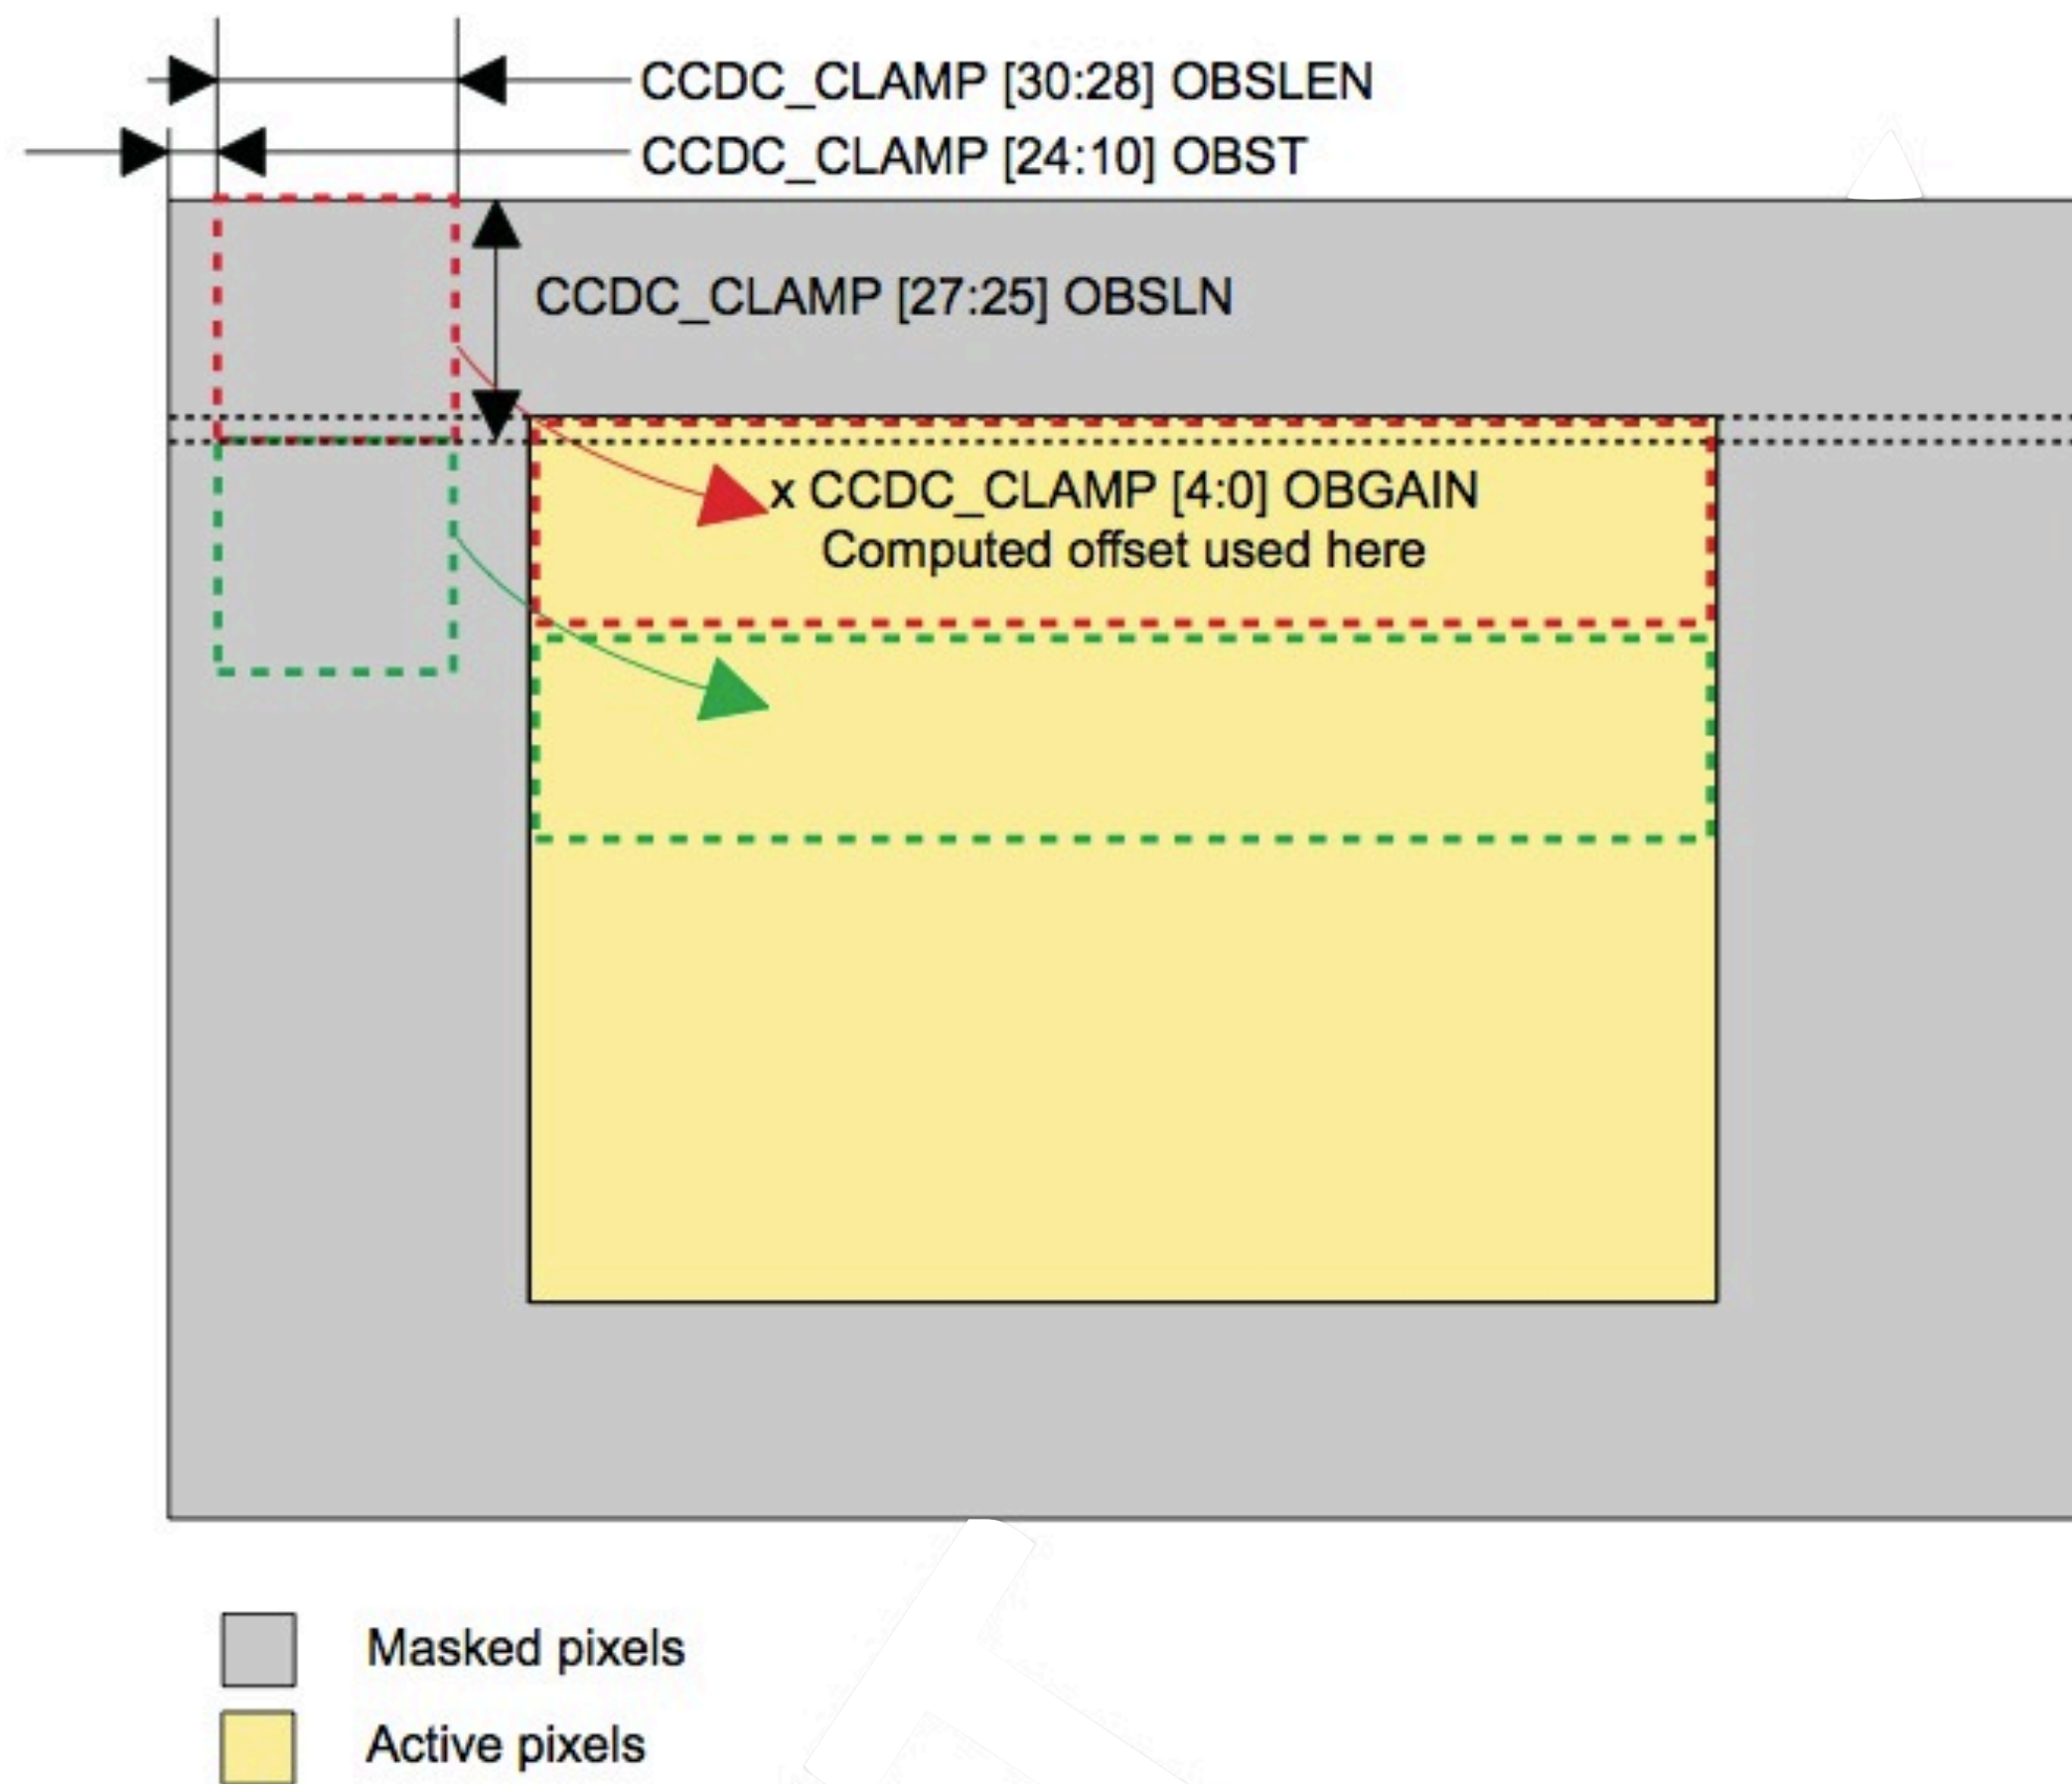 CCDC_CLAMP [30:28] OBSLEN
CCDC_CLAMP [24:10] OBST
CCDC_CLAMP [27:25] OBSLN
x CCDC_CLAMP [4:0] OBGAIN
Computed offset used here
Masked pixels
Active pixels